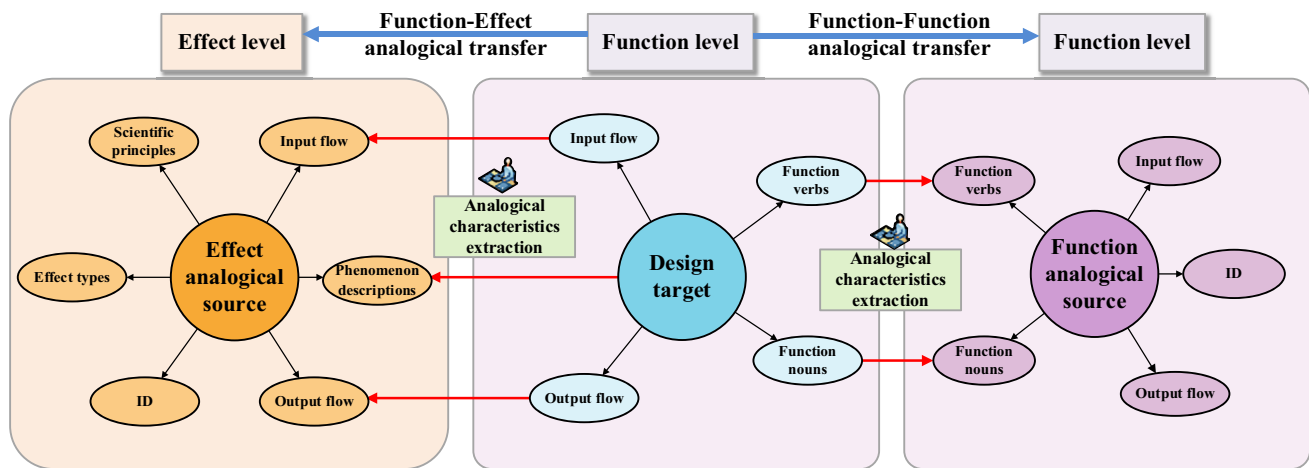 Effect level
Function-Effect
analogical transfer
Function level
Function-Function
analogical transfer
Function level
Scientific
principles
Input flow
Effect
analogical
source
Effect types
Phenomenon
descriptions
ID
Output flow
Analogical
characteristics
extraction
Input flow
Function
verbs
Design
target
Function
nouns
Output flow
Analogical
characteristics
extraction
Function
verbs
Input flow
Function
analogical
source
ID
Function
nouns
Output flow